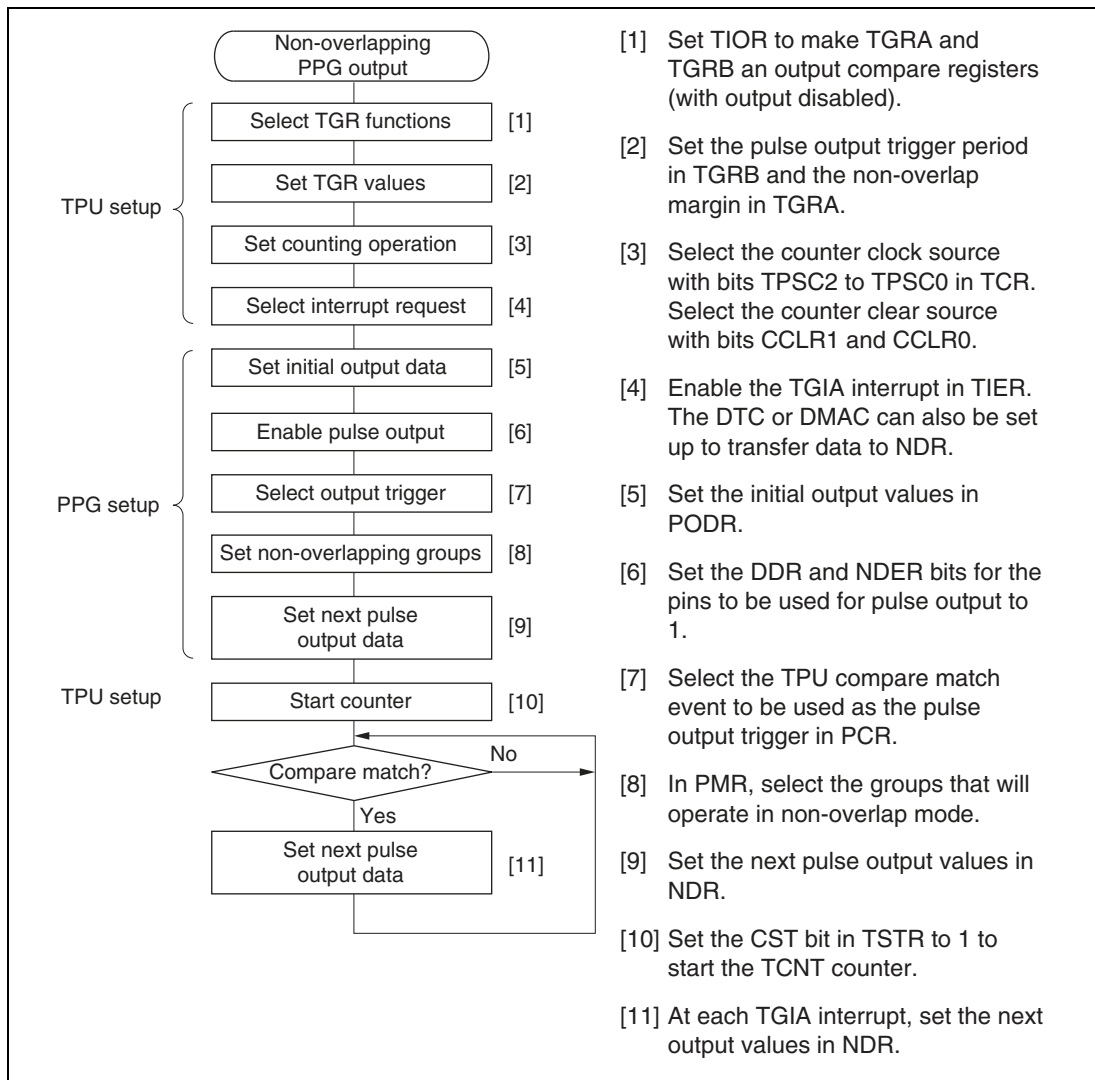 Non-overlapping
PPG output
Select TGR functions [1]
Set TGR values [2]
TPU setup
Set counting operation [3]
Select interrupt request [4]
Set initial output data [5]
Enable pulse output [6]
Select output trigger [7]
PPG setup
Set non-overlapping groups [8]
Set next pulse
output data [9]
TPU setup
Start counter [10]
Compare match? No
Yes
Set next pulse
output data [11]
[1] Set TIOR to make TGRA and
TGRB an output compare registers
(with output disabled).
[2] Set the pulse output trigger period
in TGRB and the non-overlap
margin in TGRA.
[3] Select the counter clock source
with bits TPSC2 to TPSC0 in TCR.
Select the counter clear source
with bits CCLR1 and CCLR0.
[4] Enable the TGIA interrupt in TIER.
The DTC or DMAC can also be set
up to transfer data to NDR.
[5] Set the initial output values in
PODR.
[6] Set the DDR and NDER bits for the
pins to be used for pulse output to
1.
[7] Select the TPU compare match
event to be used as the pulse
output trigger in PCR.
[8] In PMR, select the groups that will
operate in non-overlap mode.
[9] Set the next pulse output values in
NDR.
[10] Set the CST bit in TSTR to 1 to
start the TCNT counter.
[11] At each TGIA interrupt, set the next
output values in NDR.